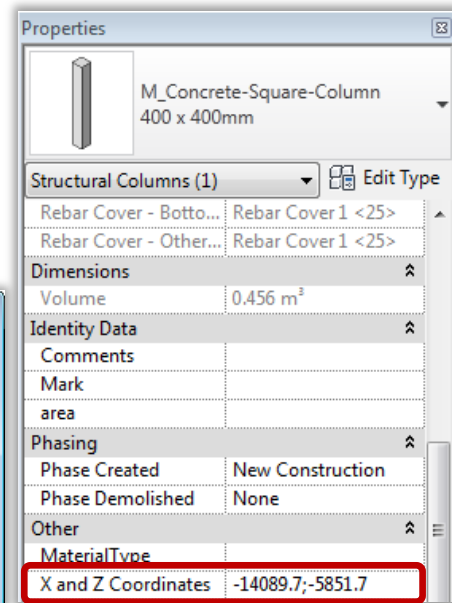 Properties
M_Concrete-Square-Column
400 x 400mm
Structural Columns (1) Edit Type
Rebar Cover - Botto... Rebar Cover 1 <25>
Rebar Cover - Other... Rebar Cover 1 <25>
Dimensions
Volume 0.456 m³
Identity Data
Comments
Mark
area
Phasing
Phase Created New Construction
Phase Demolished None
Other
MaterialType
X and Z Coordinates -14089.7;-5851.7